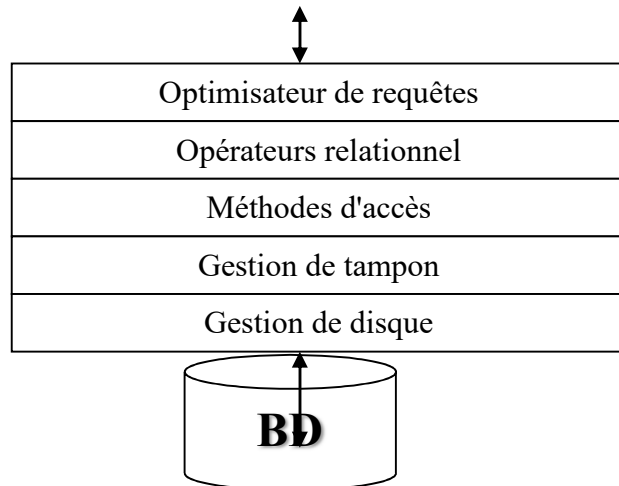 Optimisateur de requêtes
Opérateurs relationnel
Méthodes d'accès
Gestion de tampon
Gestion de disque
BD